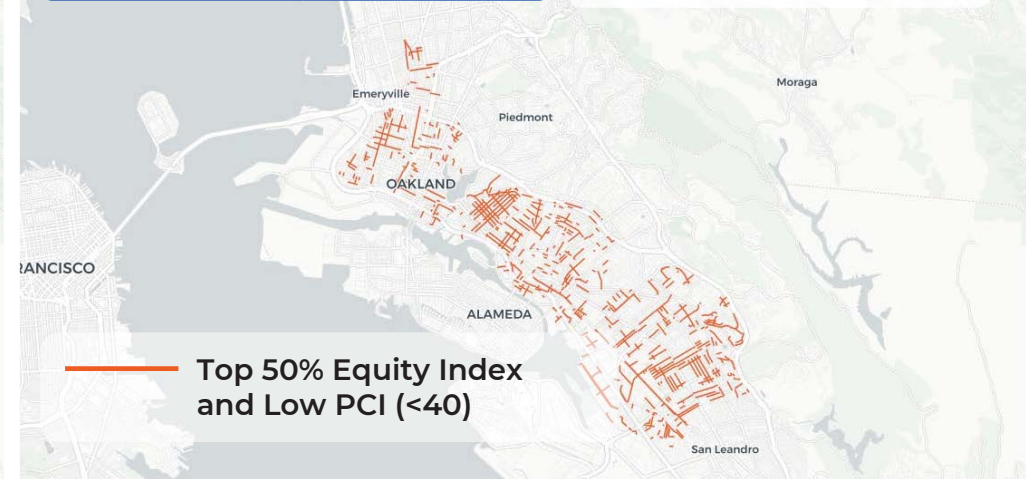 Moraga
Emeryville
Piedmont
OAKLAND
RANCISCO
ALAMEDA
Top 50% Equity Index
and Low PCI (<40)
San Leandro